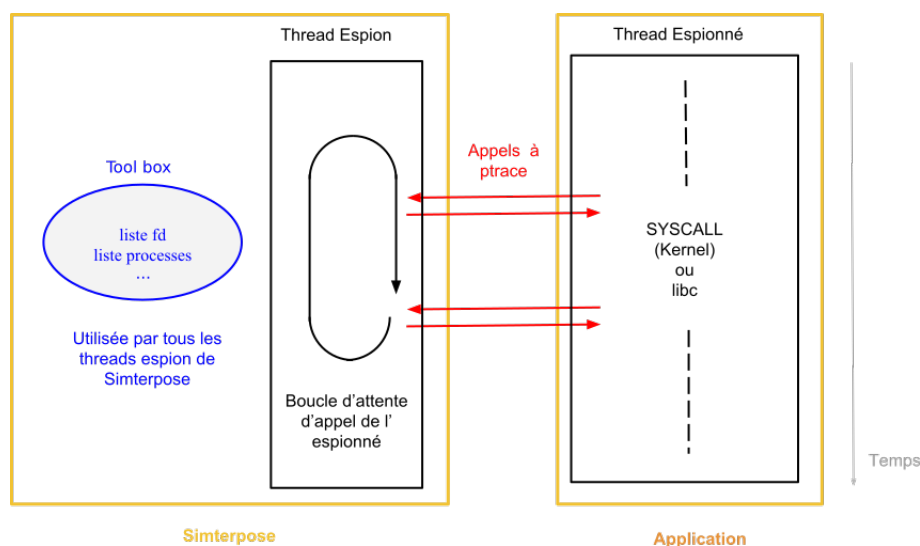 Thread Espion
Thread Espionné
Tool box
liste fd
liste processes
...
Utilisée par tous les
threads espion de
Simterpose
Boucle d'attente
d'appel de l'
espionné
Appels à
ptrace
SYSCALL
(Kernel)
ou
libc
Temps
Simterpose
Application